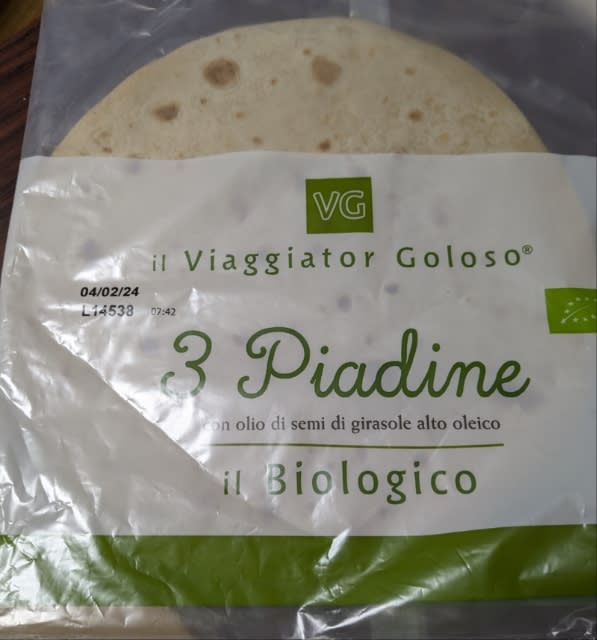 VG
il Viaggiator Goloso®
04/02/24
L14538 07:42
3 Piadine
con olio di semi di girasole alto oleico
il Biologico